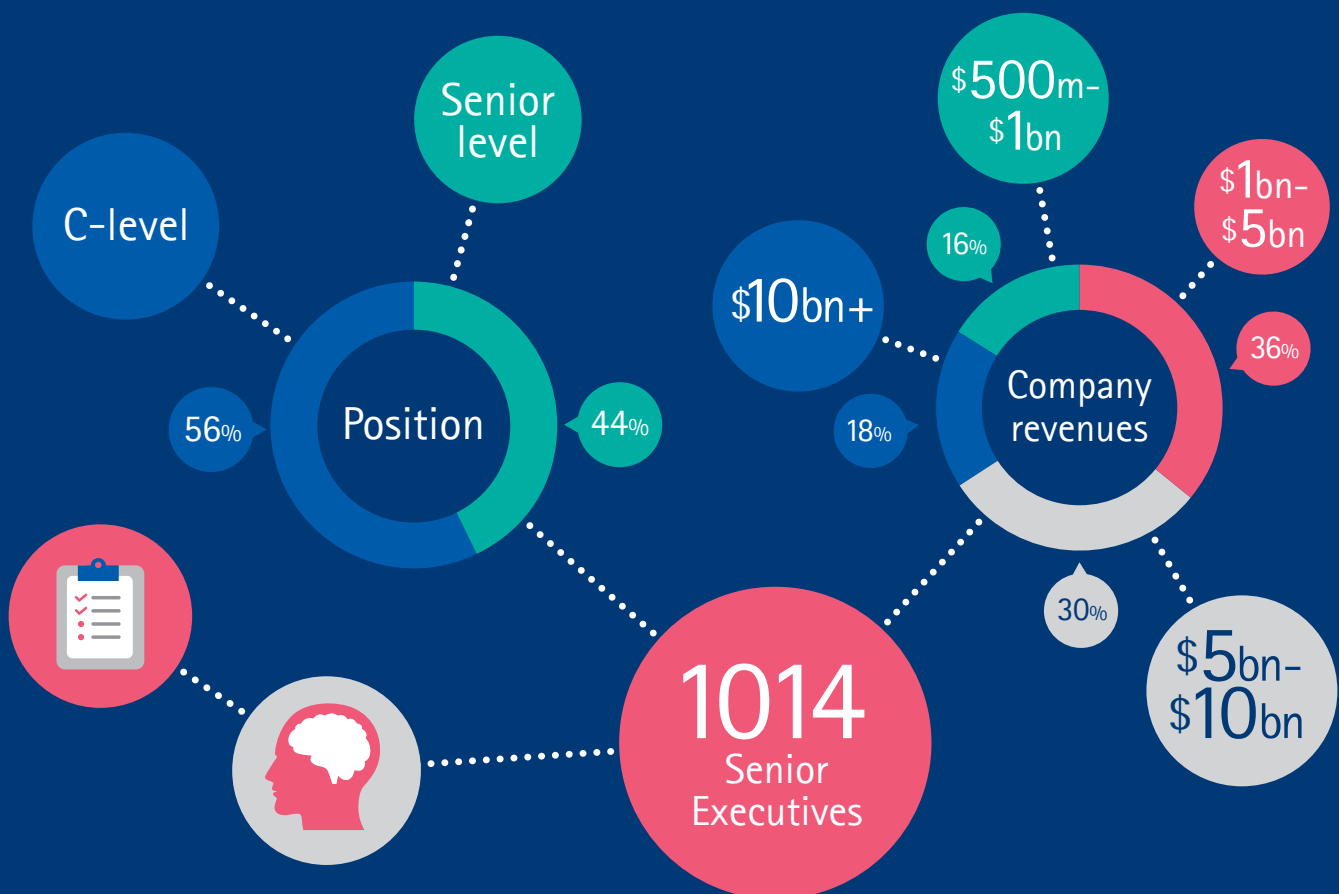 Senior
level
C-level
56%
Position
44%
$500m-
$1bn
$1bn-
$5bn
16%
$10bn+
36%
Company
revenues
18%
30%
$5bn-
$10bn
1014
Senior
Executives